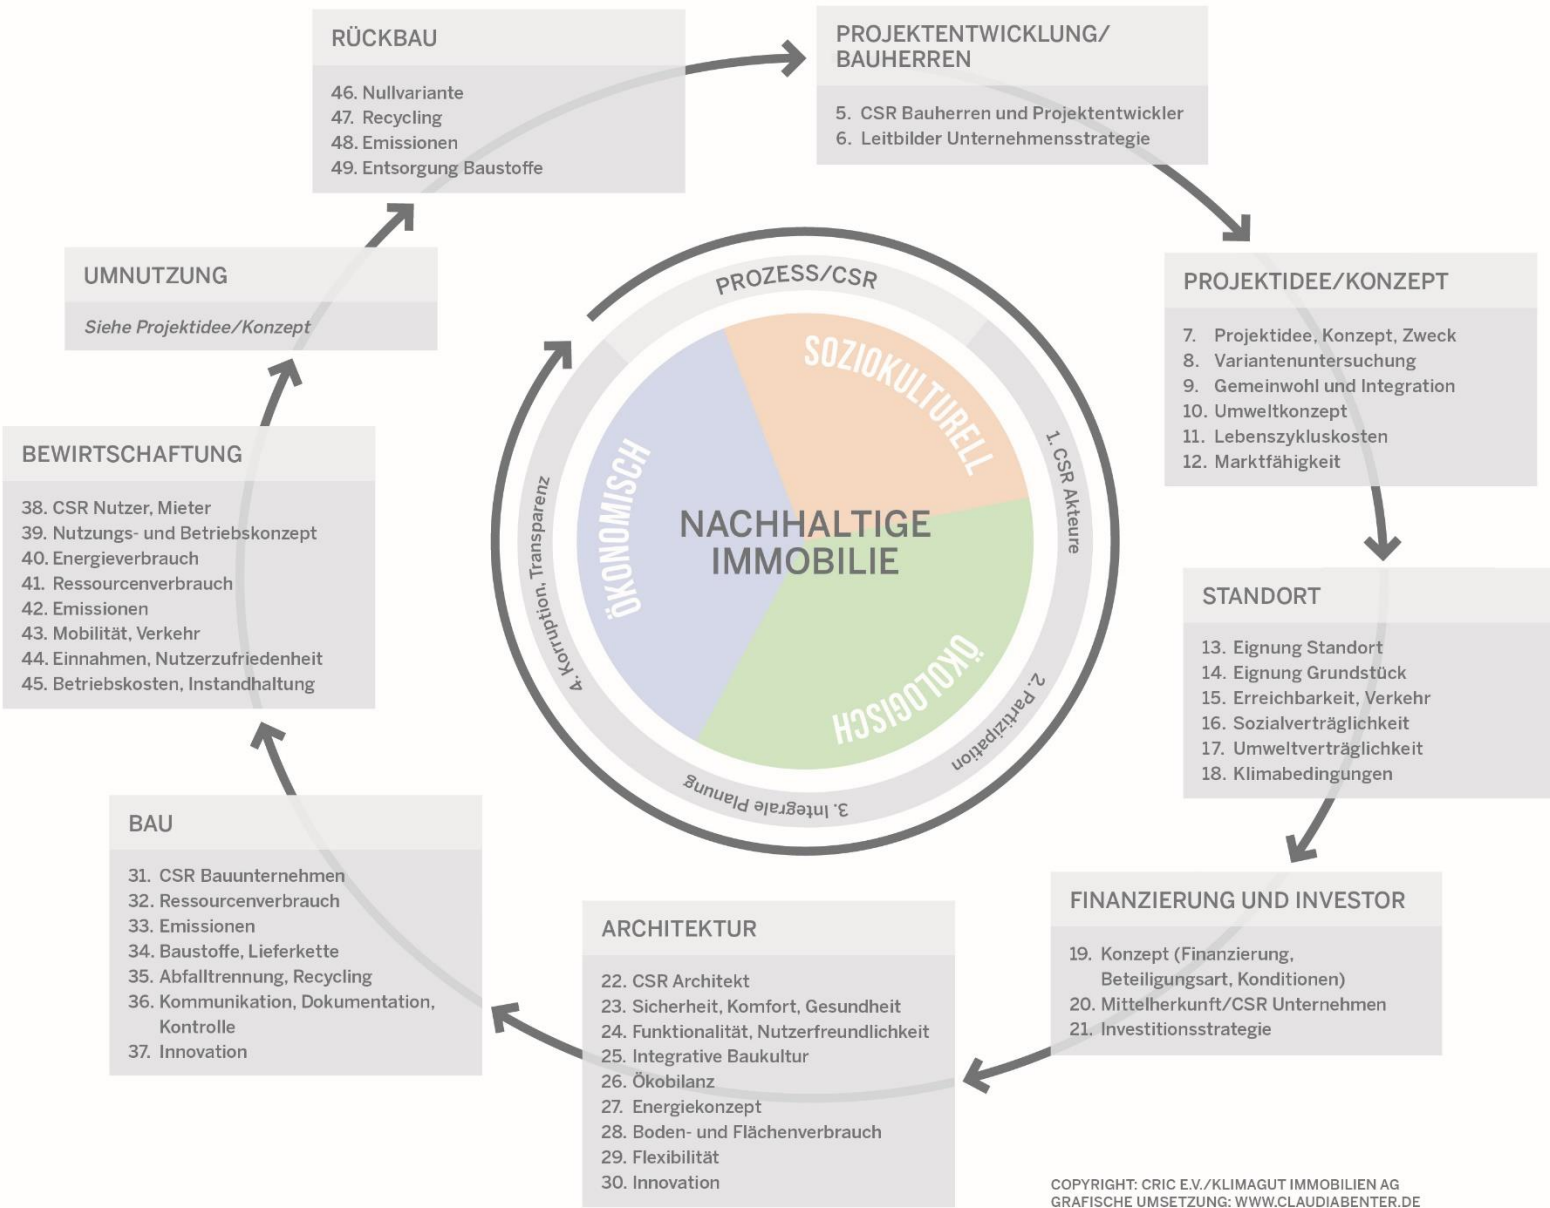 PROJEKTENTWICKLUNG/
BAUHERREN
5. CSR Bauherren und Projektentwickler
6. Leitbilder Unternehmensstrategie
PROJEKTIDEE/KONZEPT
7. Projektidee, Konzept, Zweck
8. Variantenuntersuchung
9. Gemeinwohl und Integration
10. Umweltkonzept
11. Lebenszykluskosten
12. Marktfähigkeit
STANDORT
13. Eignung Standort
14. Eignung Grundstück
15. Erreichbarkeit, Verkehr
16. Sozialverträglichkeit
17. Umweltverträglichkeit
18. Klimabedingungen
FINANZIERUNG UND INVESTOR
19. Konzept (Finanzierung,
Beteiligungsart, Konditionen)
20. Mittelherkunft/CSR Unternehmen
21. Investitionsstrategie
ARCHITEKTUR
22. CSR Architekt
23. Sicherheit, Komfort, Gesundheit
24. Funktionalität, Nutzerfreundlichkeit
25. Integrative Baukultur
26. Ökobilanz
27. Energiekonzept
28. Boden- und Flächenverbrauch
29. Flexibilität
30. Innovation
BAU
31. CSR Bauunternehmen
32. Ressourcenverbrauch
33. Emissionen
34. Baustoffe, Lieferkette
35. Abfalltrennung, Recycling
36. Kommunikation, Dokumentation,
Kontrolle
37. Innovation
BEWIRTSCHAFTUNG
38. CSR Nutzer, Mieter
39. Nutzungs- und Betriebskonzept
40. Energieverbrauch
41. Ressourcenverbrauch
42. Emissionen
43. Mobilität, Verkehr
44. Einnahmen, Nutzerzufriedenheit
45. Betriebskosten, Instandhaltung
UMNUTZUNG
Siehe Projektidee/Konzept
RÜCKBAU
46. Nullvariante
47. Recycling
48. Emissionen
49. Entsorgung Baustoffe
PROZESS/CSR
1. CSR Akteure
2. Partizipation
3. Integrale Planung
4. Korruption, Transparenz
SOZIOKULTURELL
ÖKOLOGISCH
ÖKONOMISCH
NACHHALTIGE
IMMOBILIE
COPYRIGHT: CRIC E.V./KLIMAGUT IMMOBILIEN AG
GRAFISCHE UMSETZUNG: WWW.CLAUDIABENTER.DE